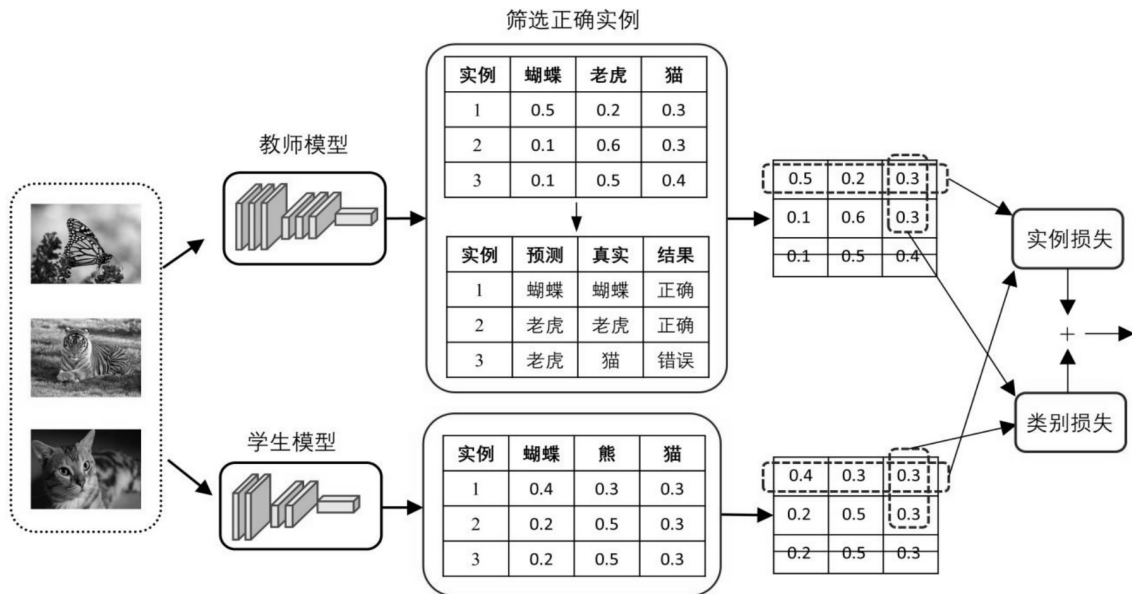 筛选正确实例
实例 蝴蝶 老虎 猫
1 0.5 0.2 0.3
2 0.1 0.6 0.3
3 0.1 0.5 0.4
教师模型
实例 预测 真实 结果
1 蝴蝶 蝴蝶 正确
2 老虎 老虎 正确
3 老虎 猫 错误
0.5 0.2 0.3
0.1 0.6 0.3
0.1 0.5 0.4
实例损失
+
类别损失
学生模型
实例 蝴蝶 熊 猫
1 0.4 0.3 0.3
2 0.2 0.5 0.3
3 0.2 0.5 0.3
0.4 0.3 0.3
0.2 0.5 0.3
0.2 0.5 0.3